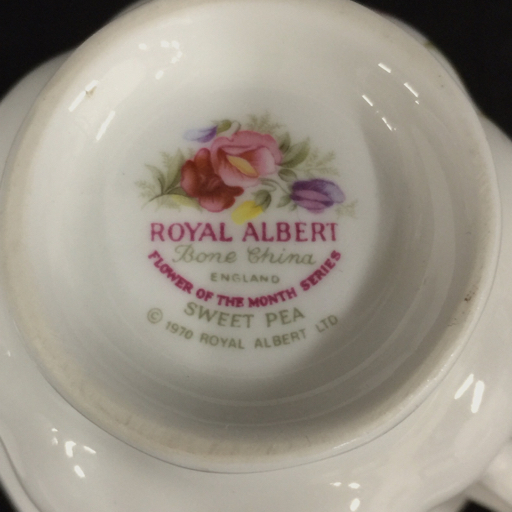 ROYAL ALBERT
Bone China
ENGLAND
FLOWER OF THE MONTH SERIES
SWEET PEA
© 1970 ROYAL ALBERT LTD